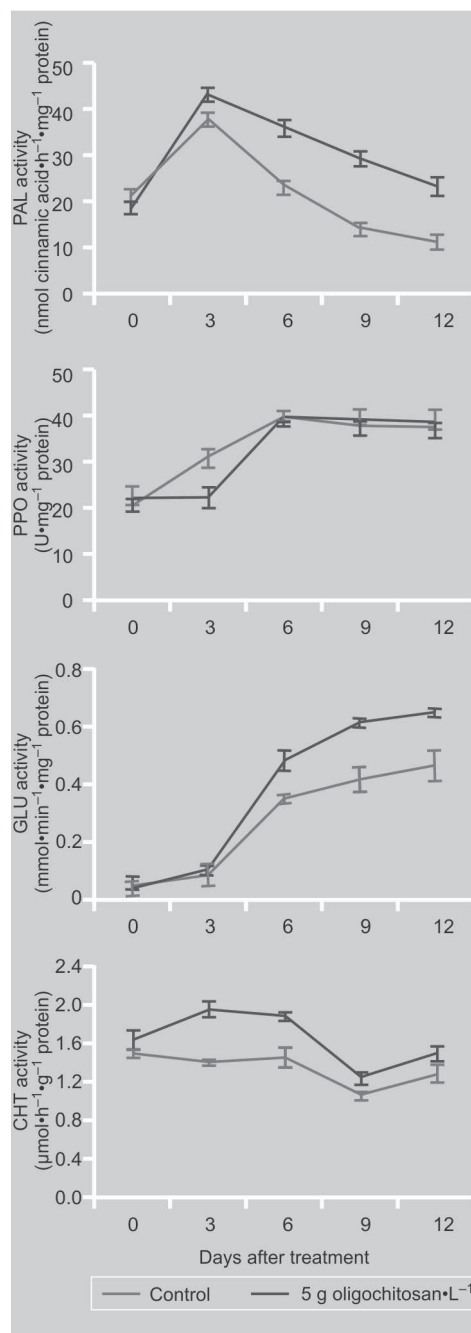 PAL activity
(nmol cinnamic acid•h⁻¹•mg⁻¹ protein)
50
40
30
20
10
0
0 3 6 9 12
PPO activity
(U•mg⁻¹ protein)
50
40
30
20
10
0
0 3 6 9 12
GLU activity
(mmol•min⁻¹•mg⁻¹ protein)
0.8
0.6
0.4
0.2
0
0 3 6 9 12
CHT activity
(μmol•h⁻¹•g⁻¹ protein)
2.4
2.0
1.6
1.2
0.8
0.4
0.0
0 3 6 9 12
Days after treatment
Control 5 g oligochitosan•L⁻¹